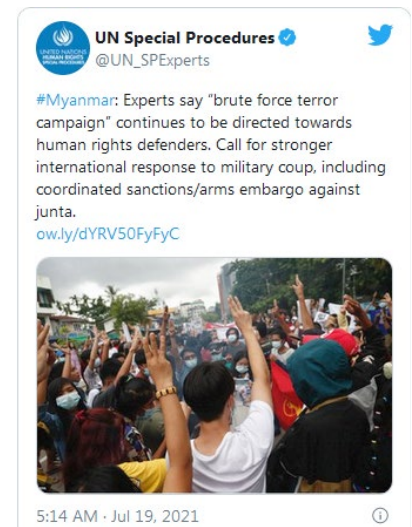 UN Special Procedures
@UN_SPExperts
#Myanmar: Experts say “brute force terror
campaign” continues to be directed towards
human rights defenders. Call for stronger
international response to military coup, including
coordinated sanctions/arms embargo against
junta.
ow.ly/dYRV50FyFyC
5:14 AM · Jul 19, 2021